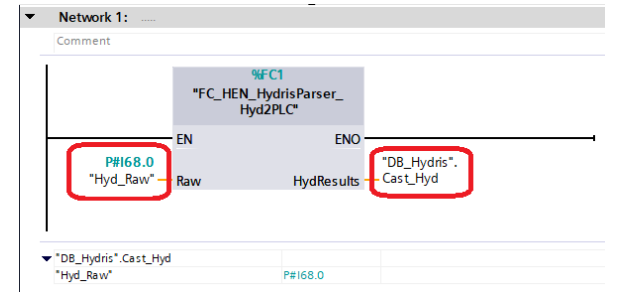 Network 1: .....
Comment
%FC1
"FC_HEN_HydrisParser_
Hyd2PLC"
EN ENO
P#I68.0
"Hyd_Raw" Raw
HydResults "DB_Hydris".
Cast_Hyd
"DB_Hydris".Cast_Hyd
"Hyd_Raw" P#I68.0